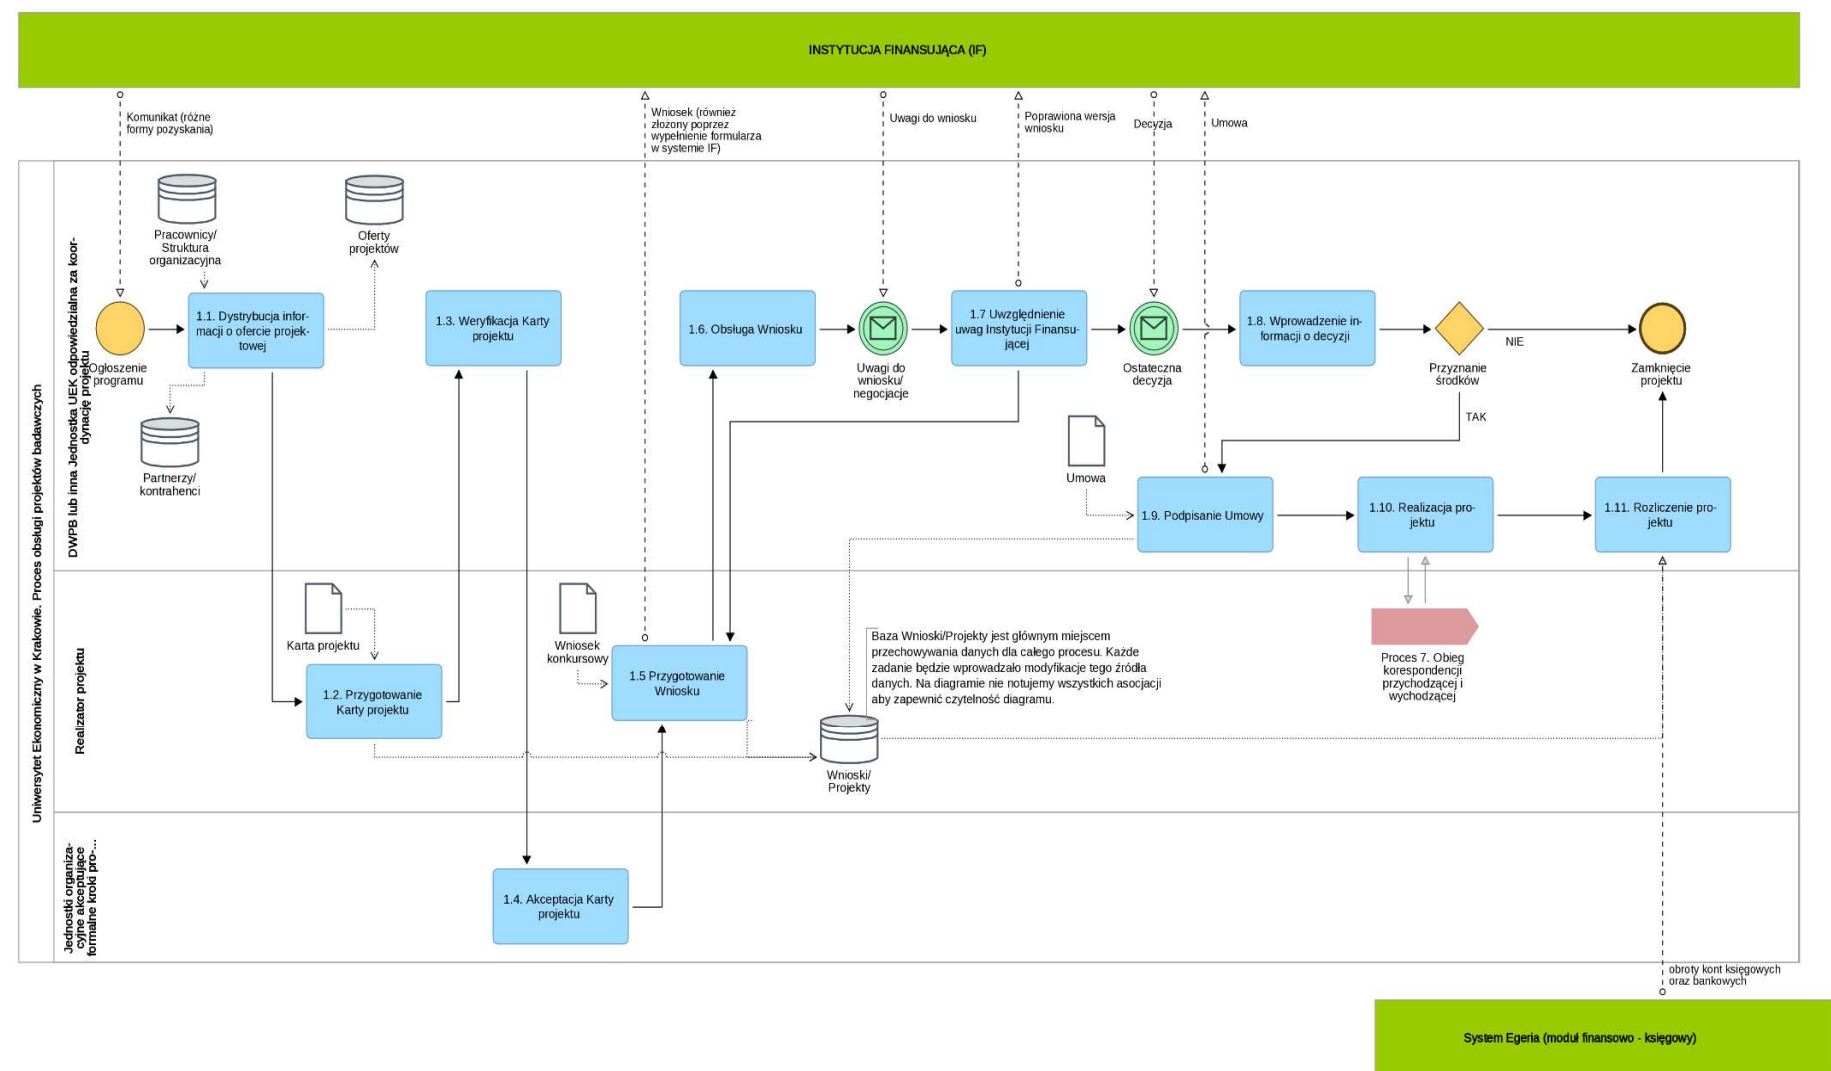 INSTYTUCJA FINANSUJĄCA (IF)
Komunikat (różne
formy pozyskania)
Wniosek (również
złożony poprzez
wypełnienie formularza
w systemie IF)
Uwagi do wniosku
Poprawiona wersja
wniosku
Decyzja
Umowa
Uniwersytet Ekonomiczny w Krakowie. Proces obsługi projektów badawczych
DWPB lub inna Jednostka UEK odpowiedzialna za koor-
dynację projektu
Pracownicy/
Struktura
organizacyjna
Oferty
projektów
Ogłoszenie
programu
1.1. Dystrybucja infor-
macji o ofercie projek-
towej
1.3. Weryfikacja Karty
projektu
1.6. Obsługa Wniosku
Uwagi do
wniosku/
negocjacje
1.7 Uwzględnienie
uwag Instytucji Finansu-
jącej
Ostateczna
decyzja
1.8. Wprowadzenie in-
formacji o decyzji
Przyznanie
środków
NIE
TAK
Zamknięcie
projektu
Partnerzy/
kontrahenci
Umowa
1.9. Podpisanie Umowy
1.10. Realizacja pro-
jektu
1.11. Rozliczenie pro-
jektu
Realizator projektu
Karta projektu
1.2. Przygotowanie
Karty projektu
Wniosek
konkursowy
1.5 Przygotowanie
Wniosku
Baza Wnioski/Projekty jest głównym miejscem
przechowywania danych dla całego procesu. Każde
zadanie będzie wprowadzało modyfikacje tego źródła
danych. Na diagramie nie notujemy wszystkich asocjacji
aby zapewnić czytelność diagramu.
Wnioski/
Projekty
Proces 7. Obieg
korespondencji
przychodzącej i
wychodzącej
Jednostki organiza-
cyjne akceptujące
formalne kroki pro-...
1.4. Akceptacja Karty
projektu
obroty kont księgowych
oraz bankowych
System Egeria (moduł finansowo - księgowy)